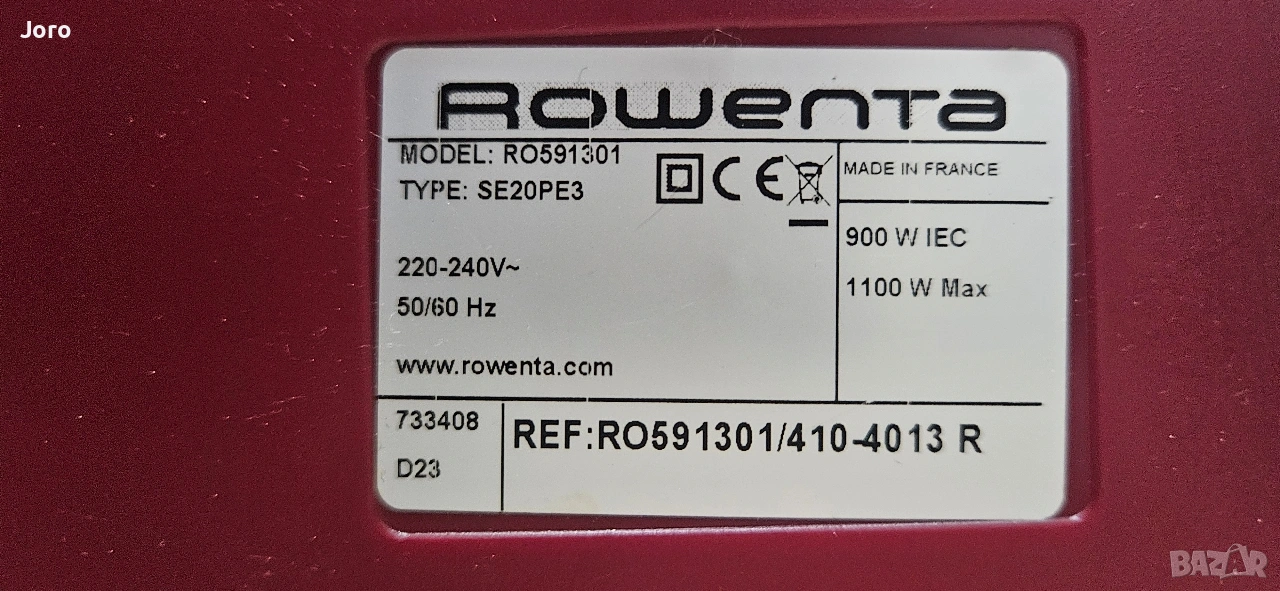 Joro
ROWENTA
MODEL: RO591301
TYPE: SE20PE3
CE
MADE IN FRANCE
220-240V~
50/60 Hz
900 W IEC
1100 W Max
www.rowenta.com
733408
D23
REF:RO591301/410-4013 R
BAZAR